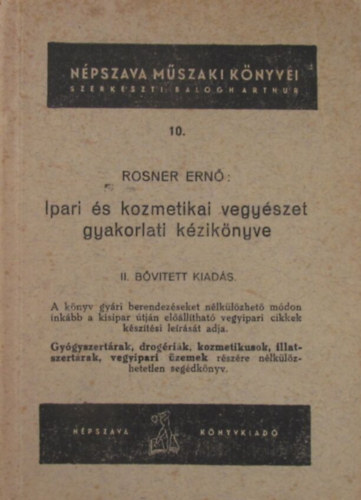 NÉPSZAVA MŰSZAKI KÖNYVEI
SZERKESZTI BALOGH ARTHUR
10.
ROSNER ERNŐ:
Ipari és kozmetikai vegyészet
gyakorlati kézikönyve
II. BŐVITETT KIADÁS.
A könyv gyári berendezéseket nélkülözhető módon
inkább a kisipar útján előállítható vegyipari cikkek
készítési leírását adja.
Gyógyszertárak, drogériák, kozmetikusok, illat-
szertárak, vegyipari üzemek részére nélkülöz-
hetetlen segédkönyv.
NÉPSZAVA KÖNYVKIADÓ